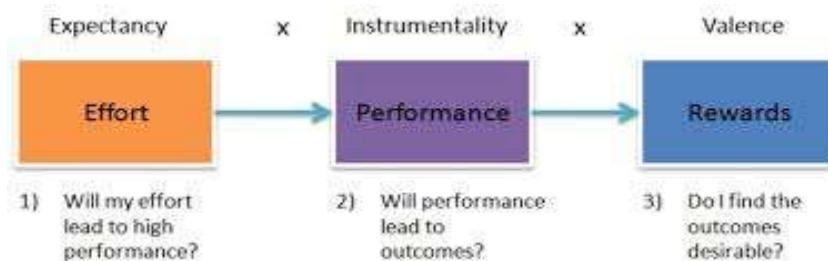 Expectancy x Instrumentality x Valence
Effort Performance Rewards
1) Will my effort
lead to high
performance?
2) Will performance
lead to
outcomes?
3) Do I find the
outcomes
desirable?